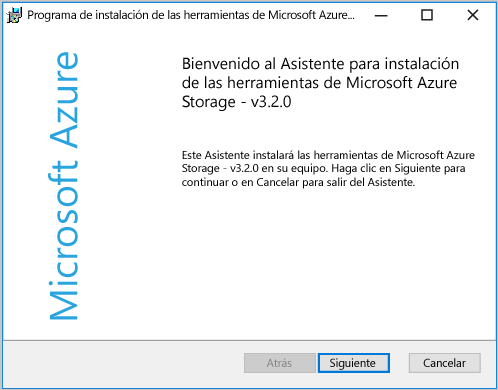 Programa de instalación de las herramientas de Microsoft Azure...
Microsoft Azure
Bienvenido al Asistente para instalación
de las herramientas de Microsoft Azure
Storage - v3.2.0
Este Asistente instalará las herramientas de Microsoft Azure
Storage - v3.2.0 en su equipo. Haga clic en Siguiente para
continuar o en Cancelar para salir del Asistente.
Atrás
Siguiente
Cancelar